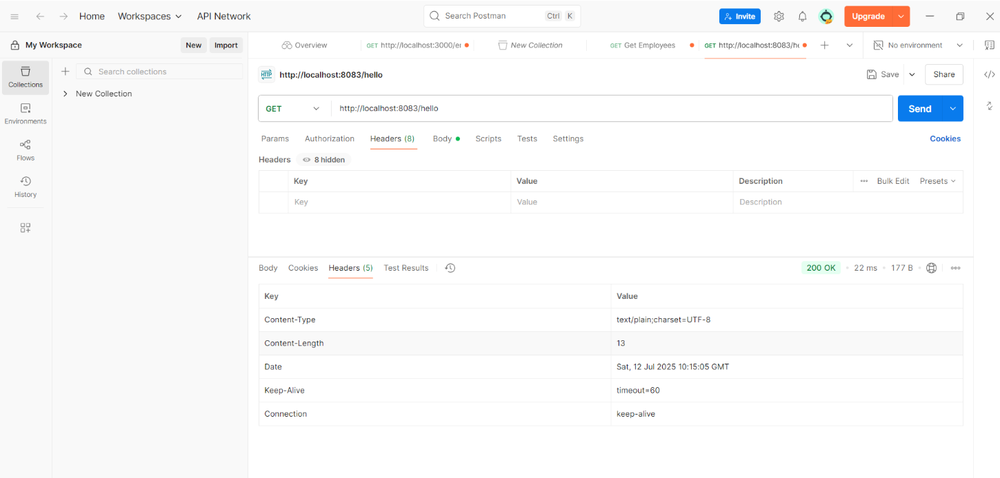 Home Workspaces API Network Search Postman Ctrl K Invite Upgrade
My Workspace New Import Overview GET http://localhost:3000/e New Collection GET Get Employees GET http://localhost:8083/he No environment
Collections
Search collections
New Collection
Environments
Flows
History
HTTP http://localhost:8083/hello Save Share
GET http://localhost:8083/hello Send
Params Authorization Headers (8) Body Scripts Tests Settings Cookies
Headers 8 hidden
Key Value Description Bulk Edit Presets
Key Value Description
Body Cookies Headers (5) Test Results 200 OK 22 ms 177 B
Key Value
Content-Type text/plain;charset=UTF-8
Content-Length 13
Date Sat, 12 Jul 2025 10:15:05 GMT
Keep-Alive timeout=60
Connection keep-alive